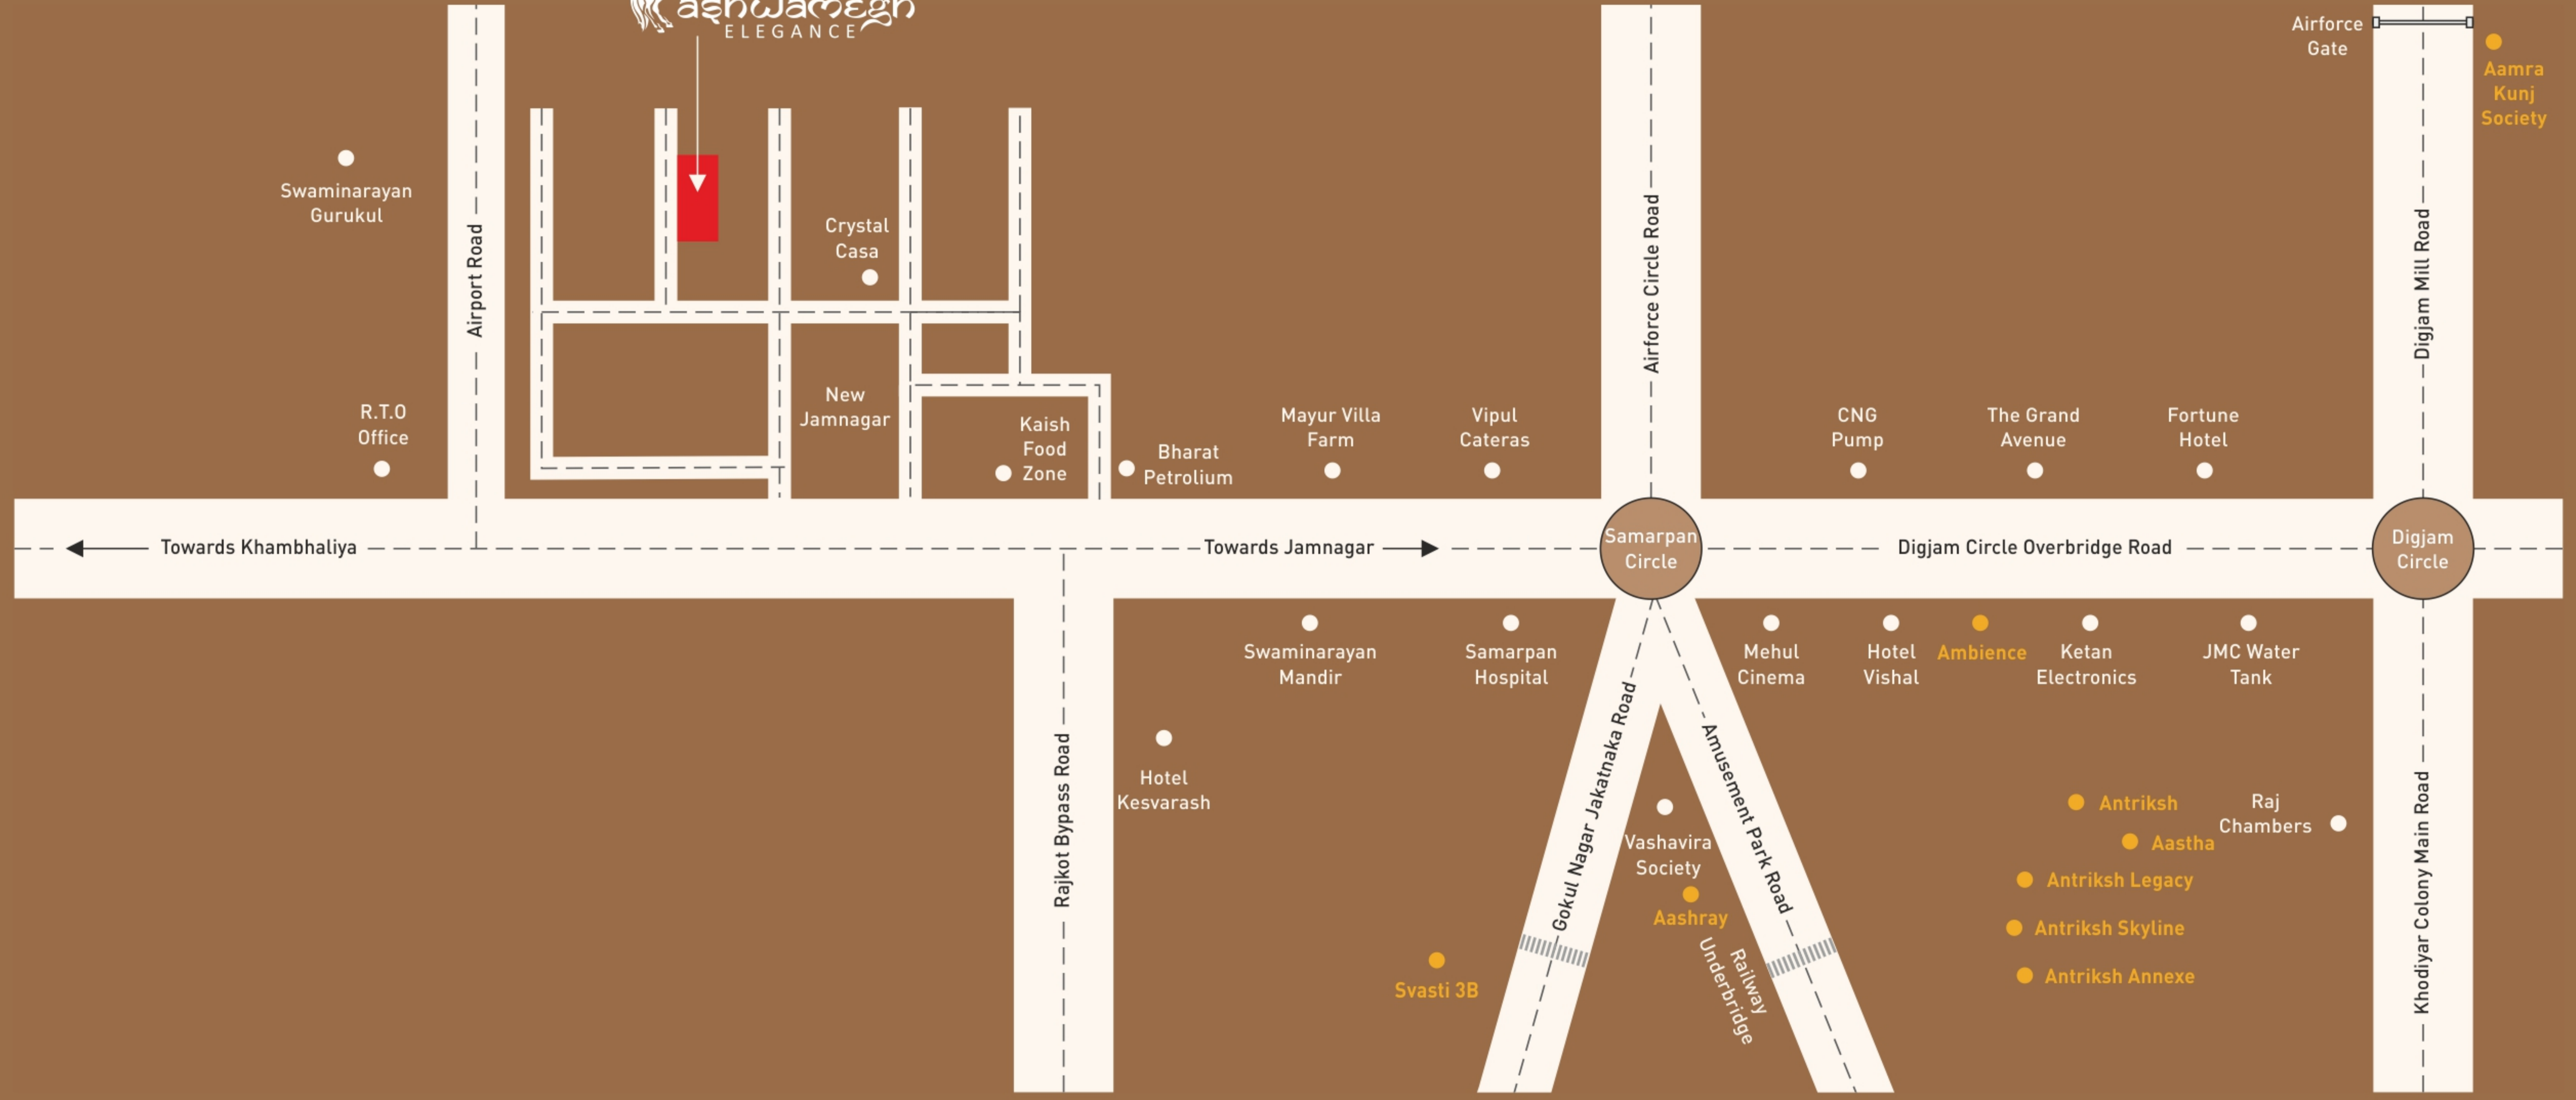 ashwamegh
ELEGANCE
Airforce
Gate
Aamra
Kunj
Society
Swaminarayan
Gurukul
Airport Road
Crystal
Casa
Airforce Circle Road
Digjam Mill Road
R.T.O
Office
New
Jamnagar
Kaish
Food
Zone
Bharat
Petrolium
Mayur Villa
Farm
Vipul
Cateras
CNG
Pump
The Grand
Avenue
Fortune
Hotel
Towards Khambhaliya
Towards Jamnagar
Samarpan
Circle
Digjam Circle Overbridge Road
Digjam
Circle
Swaminarayan
Mandir
Samarpan
Hospital
Mehul
Cinema
Hotel
Vishal
Ambience
Ketan
Electronics
JMC Water
Tank
Rajkot Bypass Road
Hotel
Kesvarash
Gokul Nagar Jakatnaka Road
Amusement Park Road
Vashavira
Society
Aashray
Railway
Underbridge
Svasti 3B
Antriksh
Aastha
Antriksh Legacy
Antriksh Skyline
Antriksh Annexe
Raj
Chambers
Khodiyar Colony Main Road